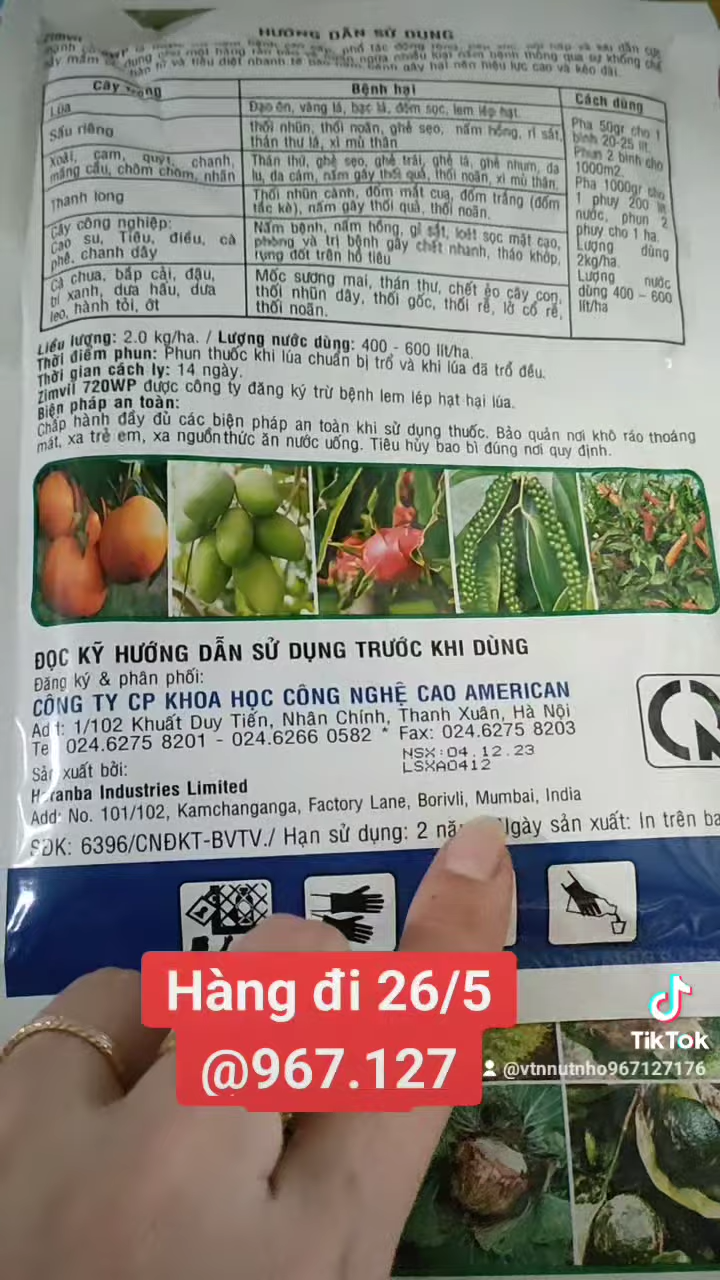 HƯỚNG DẪN SỬ DỤNG
Cây trồng
Bệnh hại
Cách dùng
Lúa
Đạo ôn, vàng lá, bạc lá, đốm sọc, lem lép hạt.
Sầu riêng
thối nhũn, thối noãn, ghẻ sẹo, nấm hồng, rỉ sắt,
thán thư lá, xì mủ thân
Xoài, cam, quýt, chanh,
mãng cầu, chôm chôm, nhãn
Thán thư, ghẻ sẹo, ghẻ trái, ghẻ lá, ghẻ nhum, da
lu, da cám, nấm gây thối quả, thối noãn, xì mủ thân.
Thanh long
Thối nhũn cành, đốm mắt cua, đốm trắng (đốm
tắc kè), nấm gây thối quả, thối noãn.
Cây công nghiệp:
Cao su, Tiêu, điều, cà
phê, chanh dây
Nấm bệnh, nấm hồng, gỉ sắt, loét sọc mặt cạo,
phòng và trị bệnh gây chết nhanh, tháo khớp,
rụng đốt trên hồ tiêu
Cà chua, bắp cải, đậu,
bí xanh, dưa hấu, dưa
leo, hành tỏi, ớt
Mốc sương mai, thán thư, chết ẻo cây con,
thối nhũn dây, thối gốc, thối rễ, lở cổ rễ,
thối noãn.
Pha 50gr cho 1
bình 20-25 lít.
Phun 2 bình cho
1000m2.
Pha 1000gr cho
1 phuy 200 lít
nước, phun 2
phuy cho 1 ha.
Lượng dùng
2kg/ha.
Lượng nước
dùng 400 – 600
lít/ha
Liều lượng: 2.0 kg/ha. / Lượng nước dùng: 400 - 600 lít/ha.
Thời điểm phun: Phun thuốc khi lúa chuẩn bị trổ và khi lúa đã trổ đều.
Thời gian cách ly: 14 ngày.
Zimvil 720WP được công ty đăng ký trừ bệnh lem lép hạt hại lúa.
Biện pháp an toàn:
Chấp hành đầy đủ các biện pháp an toàn khi sử dụng thuốc. Bảo quản nơi khô ráo thoáng
mát, xa trẻ em, xa nguồn thức ăn nước uống. Tiêu hủy bao bì đúng nơi quy định.
ĐỌC KỸ HƯỚNG DẪN SỬ DỤNG TRƯỚC KHI DÙNG
Đăng ký & phân phối:
CÔNG TY CP KHOA HỌC CÔNG NGHỆ CAO AMERICAN
Add: 1/102 Khuất Duy Tiến, Nhân Chính, Thanh Xuân, Hà Nội
Te 024.6275 8201 - 024.6266 0582 * Fax: 024.6275 8203
NSX:04.12.23
LSXA0412
Sản xuất bởi:
Haranba Industries Limited
Add: No. 101/102, Kamchanganga, Factory Lane, Borivli, Mumbai, India
SĐK: 6396/CNĐKT-BVTV./ Hạn sử dụng: 2 nă Ngày sản xuất: In trên ba
Hàng đi 26/5
@967.127
TikTok
@vtnnutnho967127176